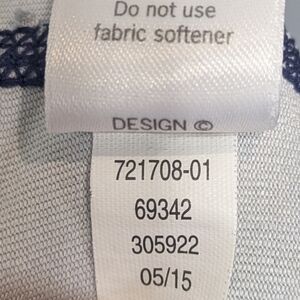 Do not use
fabric softener
DESIGN ©
721708-01
69342
305922
05/15